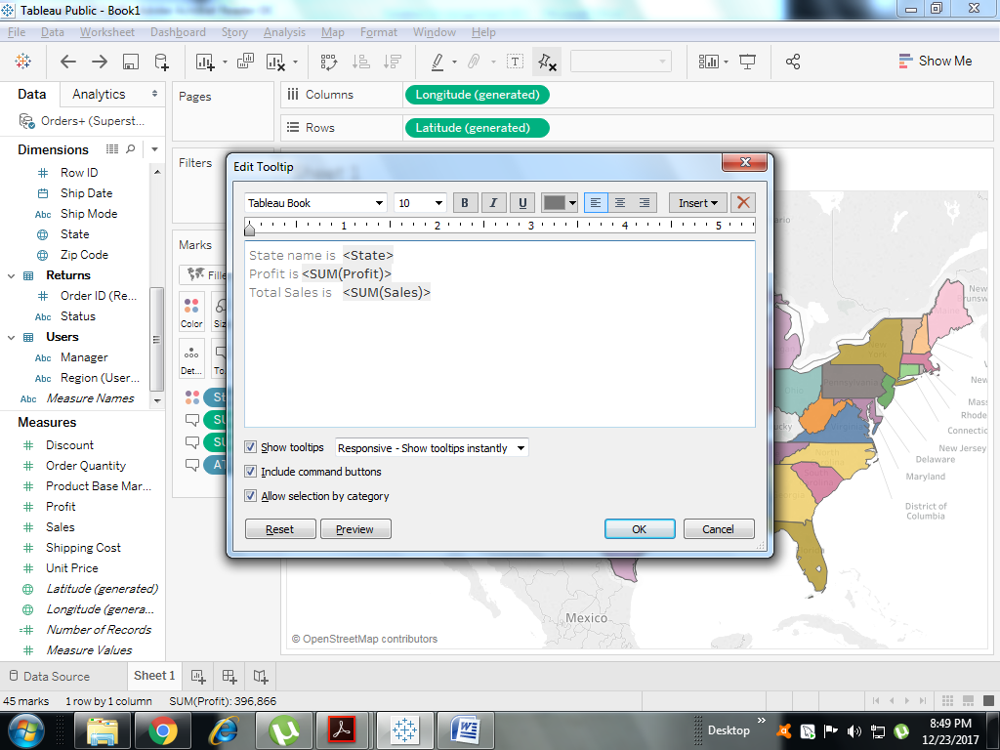 Tableau Public - Book1
File Data Worksheet Dashboard Story Analysis Map Format Window Help
Show Me
Data Analytics
Orders+ (Superst...
Dimensions
Row ID
Ship Date
Abc Ship Mode
State
Zip Code
Returns
Order ID (Re...
Abc Status
Users
Abc Manager
Abc Region (User...
Abc Measure Names
Measures
Discount
Order Quantity
Product Base Mar...
Profit
Sales
Shipping Cost
Unit Price
Latitude (generated)
Longitude (genera...
Number of Records
Measure Values
Pages
Filters
Marks
Color
Det...
Columns Longitude (generated)
Rows Latitude (generated)
Edit Tooltip
Tableau Book 10 B I U Insert
1 2 3 4 5
State name is <State>
Profit is <SUM(Profit)>
Total Sales is <SUM(Sales)>
Show tooltips Responsive - Show tooltips instantly
Include command buttons
Allow selection by category
Reset Preview OK Cancel
New Jersey
Delaware
Maryland
District of
Columbia
Mexico
© OpenStreetMap contributors
Data Source Sheet 1
45 marks 1 row by 1 column SUM(Profit): 396,866
Desktop
8:49 PM
12/23/2017